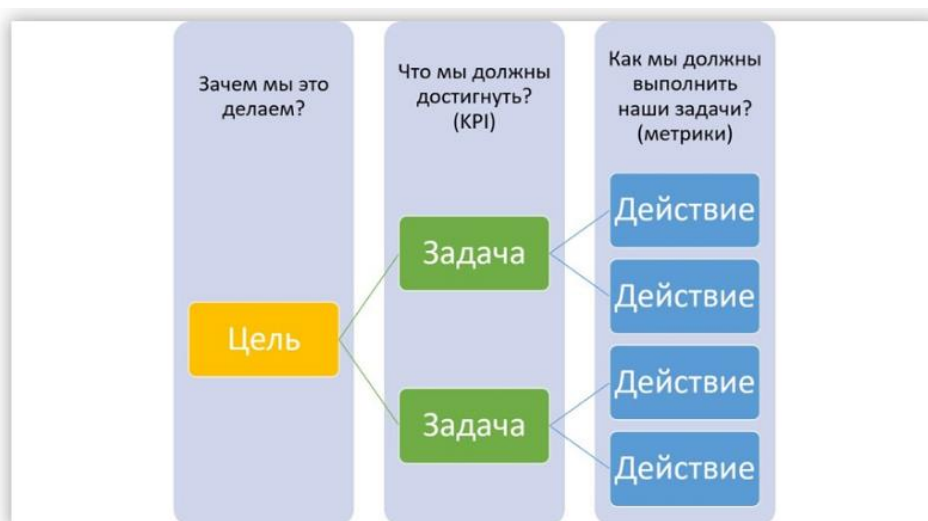 Зачем мы это
делаем?
Что мы должны
достигнуть?
(KPI)
Как мы должны
выполнить
наши задачи?
(метрики)
Цель
Задача
Задача
Действие
Действие
Действие
Действие